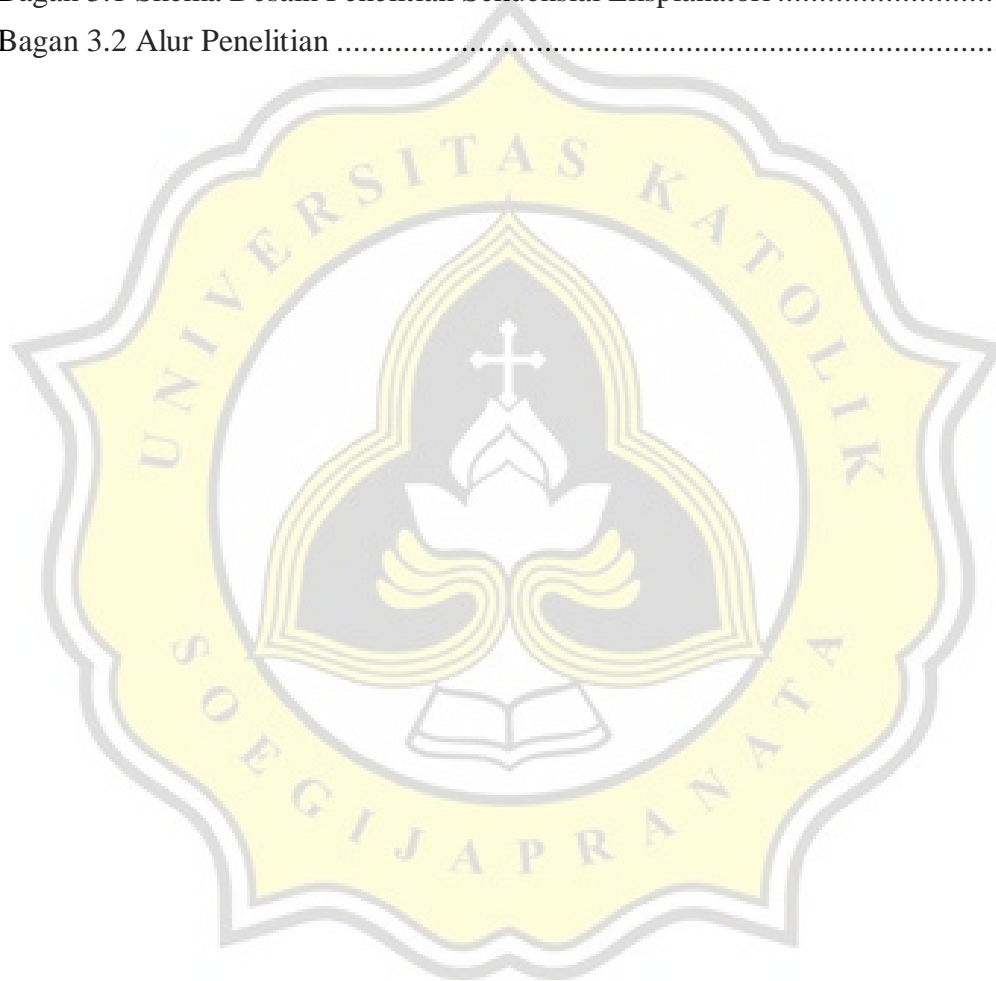 Bagan 3.1 Skema Desain Penelitian Sekuensial Eksplanatori ........................
Bagan 3.2 Alur Penelitian ....................................................................................
UNIVERSITAS KATOLIK
SOEGIJAPRANATA